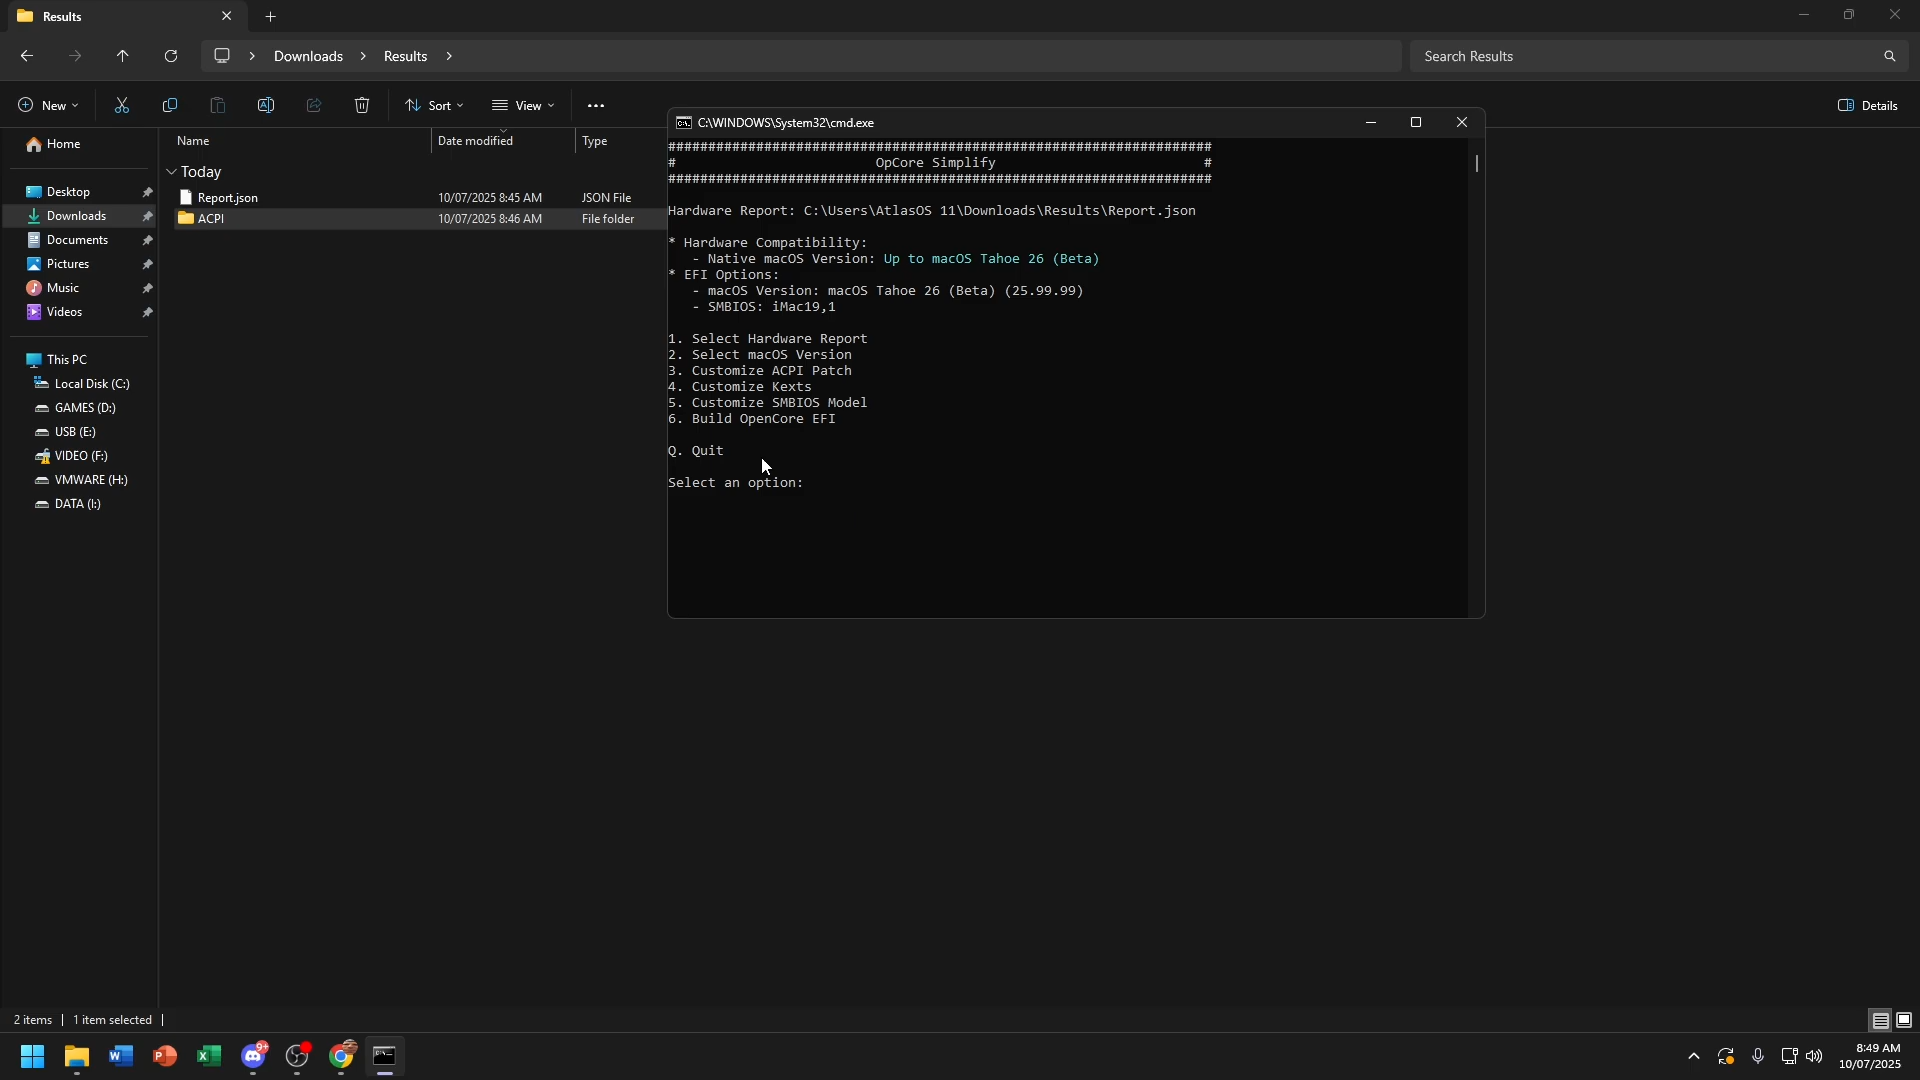 Results
Downloads > Results >
Search Results
New
Sort
View
Details
Home
Desktop
Downloads
Documents
Pictures
Music
Videos
This PC
Local Disk (C:)
GAMES (D:)
USB (E:)
VIDEO (F:)
VMWARE (H:)
DATA (I:)
Name Date modified Type
Today
Report.json 10/07/2025 8:45 AM JSON File
ACPI 10/07/2025 8:46 AM File folder
C:\WINDOWS\System32\cmd.exe
####################################################################
# OpCore Simplify #
####################################################################
Hardware Report: C:\Users\AtlasOS 11\Downloads\Results\Report.json
* Hardware Compatibility:
- Native macOS Version: Up to macOS Tahoe 26 (Beta)
* EFI Options:
- macOS Version: macOS Tahoe 26 (Beta) (25.99.99)
- SMBIOS: iMac19,1
1. Select Hardware Report
2. Select macOS Version
3. Customize ACPI Patch
4. Customize Kexts
5. Customize SMBIOS Model
6. Build OpenCore EFI
Q. Quit
Select an option:
2 items | 1 item selected |
9+
8:49 AM
10/07/2025